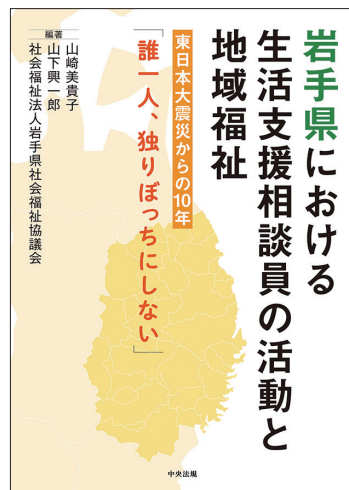 岩手県における
生活支援相談員の活動と
地域福祉
東日本大震災からの10年
「誰一人、独りぼっちにしない」
編著
山崎美貴子
山下興一郎
社会福祉法人岩手県社会福祉協議会
中央法規